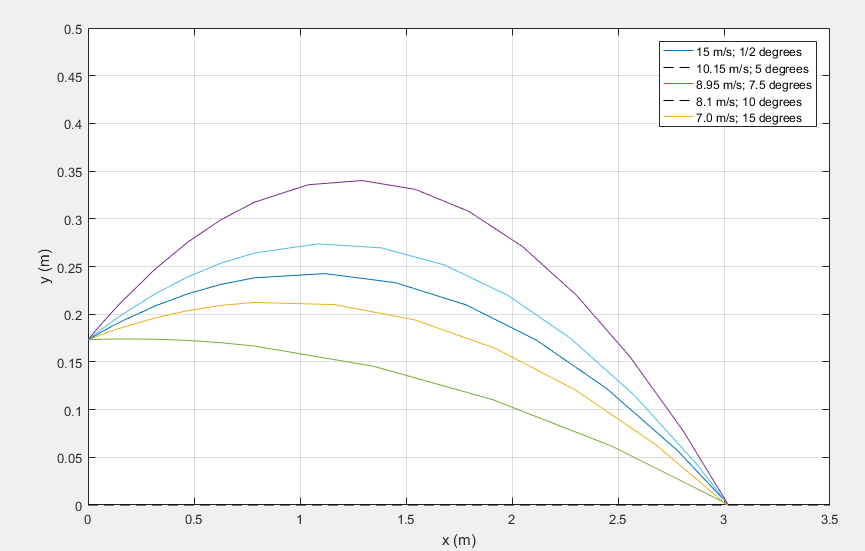 0.5
0.45
0.4
0.35
0.3
0.25
0.2
0.15
0.1
0.05
0
y (m)
15 m/s; 1/2 degrees
10.15 m/s; 5 degrees
8.95 m/s; 7.5 degrees
8.1 m/s; 10 degrees
7.0 m/s; 15 degrees
0 0.5 1 1.5 2 2.5 3 3.5
x (m)